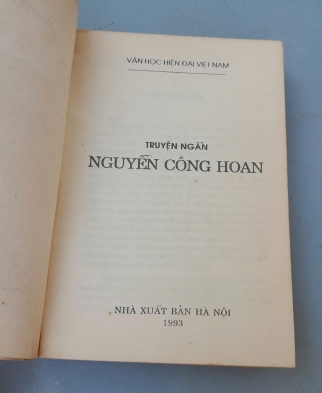 VĂN HỌC HIỆN ĐẠI VIỆT NAM
TRUYỆN NGẮN
NGUYỄN CÔNG HOAN
NHÀ XUẤT BẢN HÀ NỘI
1993